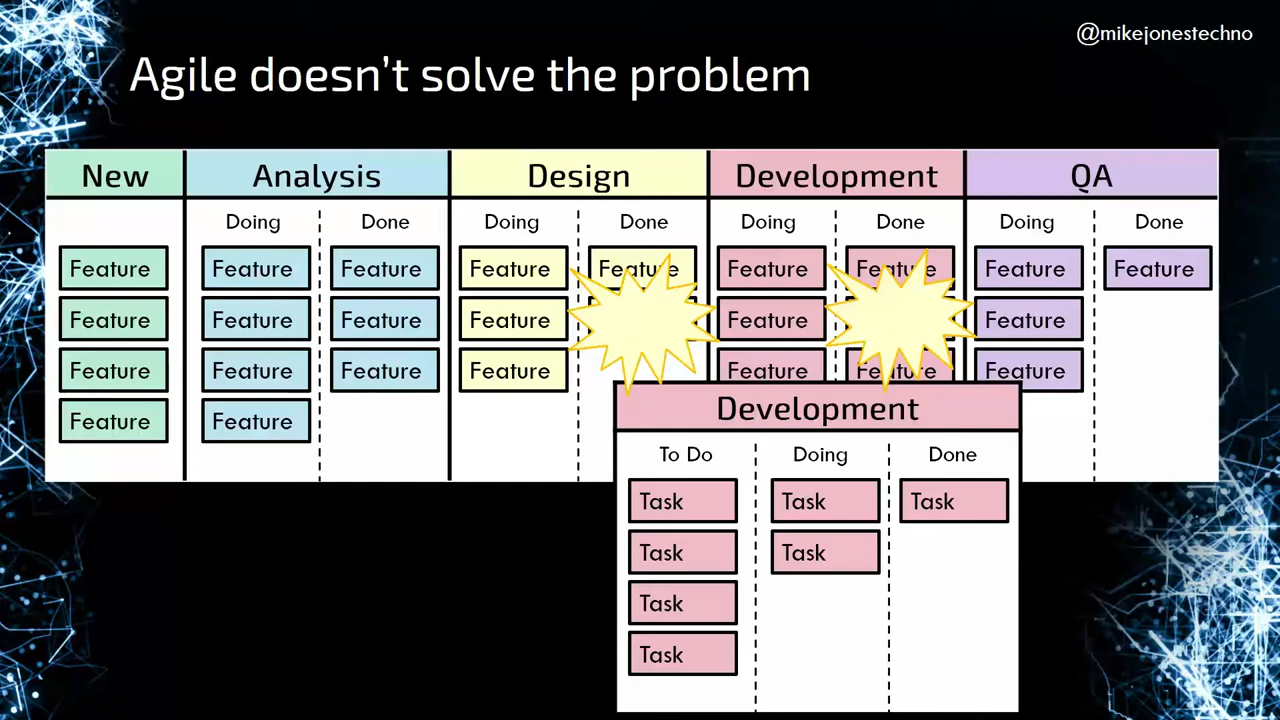 @mikejonestechno
Agile doesn't solve the problem
New Analysis Design Development QA
Doing Done Doing Done Doing Done Doing Done
Feature Feature Feature Feature Feature Feature Feature Feature Feature
Feature Feature Feature Feature Feature Feature
Feature Feature Feature Feature Feature Feature Feature
Feature Feature
Development
To Do Doing Done
Task Task Task
Task Task
Task
Task